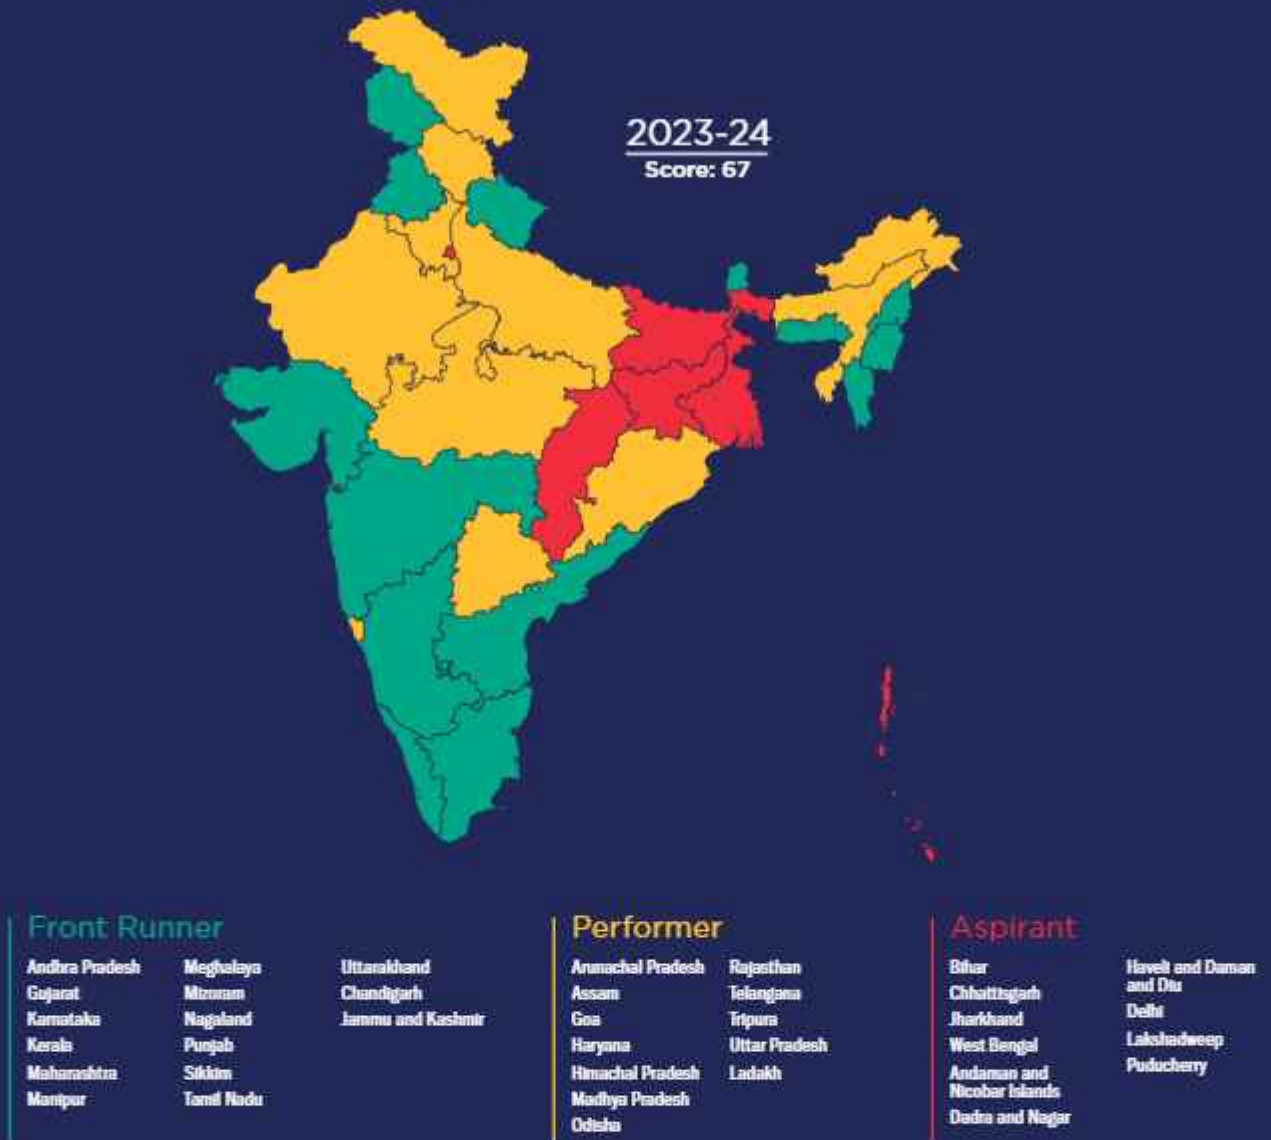 2023-24
Score: 67
Front Runner
Andhra Pradesh
Gujarat
Karnataka
Kerala
Maharashtra
Manipur
Meghalaya
Mizoram
Nagaland
Punjab
Sikkim
Tamil Nadu
Uttarakhand
Chandigarh
Jammu and Kashmir
Performer
Arunachal Pradesh
Assam
Goa
Haryana
Himachal Pradesh
Madhya Pradesh
Odisha
Rajasthan
Telangana
Tripura
Uttar Pradesh
Ladakh
Aspirant
Bihar
Chhattisgarh
Jharkhand
West Bengal
Andaman and
Nicobar Islands
Dadra and Nagar
Haveli and Daman
and Diu
Delhi
Lakshadweep
Puducherry